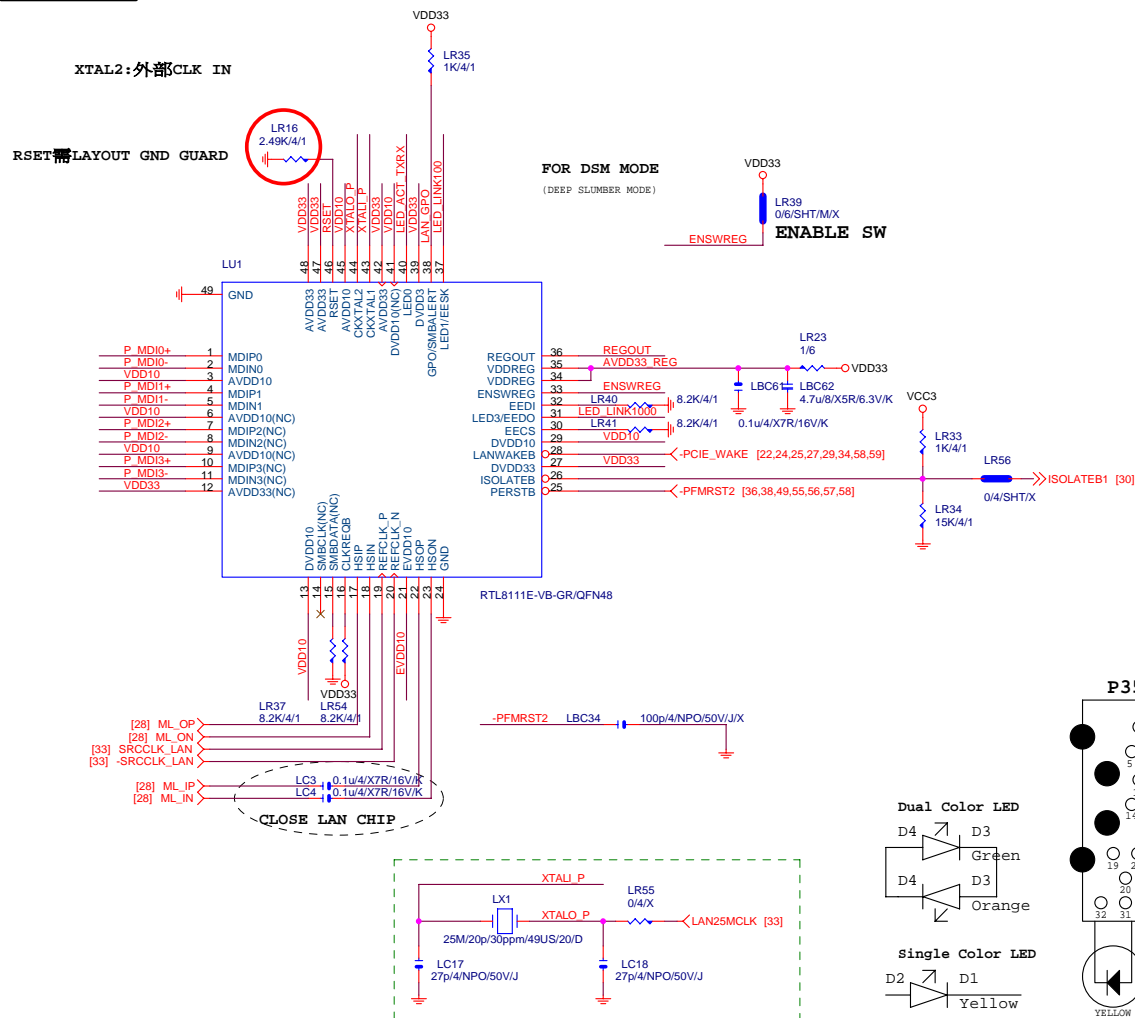 VDD33
LR35
1K/4/1
XTAL2:外部CLK IN
LR16
2.49K/4/1
RSET需LAYOUT GND GUARD
FOR DSM MODE
(DEEP SLUMBER MODE)
VDD33
LR39
0/6/SHT/M/X
ENABLE SW
ENSWREG
VDD33
VDD33
RSET
VDD10
XTALO_P
XTALI_P
VDD33
VDD10
LED_ACT_TXRX
VDD33
LAN_GPO
LED_LINK100
LU1
48
47
46
45
44
43
42
41
40
39
38
37
AVDD33
AVDD33
RSET
AVDD10
CKXTAL2
CKXTAL1
AVDD33
DVDD10(NC)
LED0
DVDD3
GPO/SMBALERT
LED1/EESK
49 GND
P_MDI0+ 1 MDIP0
P_MDI0- 2 MDIN0
VDD10 3 AVDD10
P_MDI1+ 4 MDIP1
P_MDI1- 5 MDIN1
VDD10 6 AVDD10(NC)
P_MDI2+ 7 MDIP2(NC)
P_MDI2- 8 MDIN2(NC)
VDD10 9 AVDD10(NC)
P_MDI3+ 10 MDIP3(NC)
P_MDI3- 11 MDIN3(NC)
VDD33 12 AVDD33(NC)
REGOUT 36 REGOUT
VDDREG 35 AVDD33_REG
VDDREG 34
ENSWREG 33 ENSWREG
EEDI 32 LR40 8.2K/4/1
LED3/EEDO 31 LED_LINK1000
EECS 30 LR41 8.2K/4/1
DVDD10 29 VDD10
LANWAKEB 28 -PCIE_WAKE [22,24,25,27,29,34,58,59]
DVDD33 27 VDD33
ISOLATEB 26
PERSTB 25 -PFMRST2 [36,38,49,55,56,57,58]
LR23
1/6
VDD33
LBC61
0.1u/4/X7R/16V/K
LBC62
4.7u/8/X5R/6.3V/K
VCC3
LR33
1K/4/1
LR56
0/4/SHT/X
ISOLATEB1 [30]
LR34
15K/4/1
DVDD10
SMBCLK(NC)
SMBDATA(NC)
CLKREQB
HSIP
HSIN
REFCLK_P
REFCLK_N
EVDD10
HSOP
HSON
GND
13
14
15
16
17
18
19
20
21
22
23
24
RTL8111E-VB-GR/QFN48
VDD10
EVDD10
VDD33
LR37
8.2K/4/1
LR54
8.2K/4/1
[28] ML_OP
[28] ML_ON
[33] SRCCLK_LAN
[33] -SRCCLK_LAN
[28] ML_IP LC3 0.1u/4/X7R/16V/K
[28] ML_IN LC4 0.1u/4/X7R/16V/K
CLOSE LAN CHIP
-PFMRST2 LBC34 100p/4/NPO/50V/J/X
XTALI_P
LX1
XTALO_P
25M/20p/30ppm/49US/20/D
LR55
0/4/X
LAN25MCLK [33]
LC17
27p/4/NPO/50V/J
LC18
27p/4/NPO/50V/J
Dual Color LED
D4 D3
Green
D4 D3
Orange
Single Color LED
D2 D1
Yellow
19
20
32 31
YELLOW